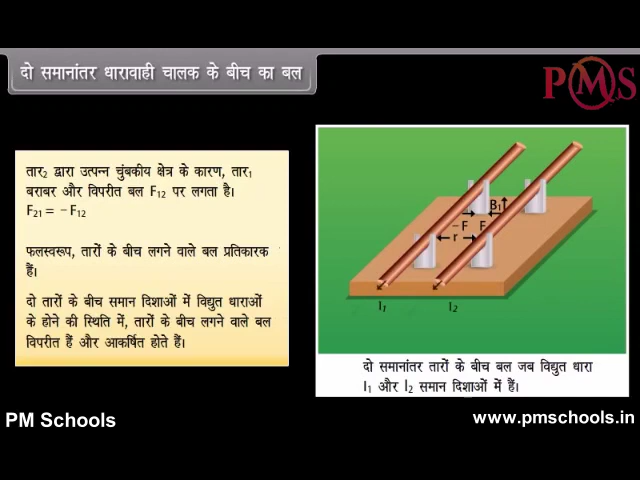 दो समानांतर धारावाही चालक के बीच का बल
PMS
तार₂ द्वारा उत्पन्न चुंबकीय क्षेत्र के कारण, तार₁
बराबर और विपरीत बल F₁₂ पर लगता है।
F₂₁ = − F₁₂
फलस्वरूप, तारों के बीच लगने वाले बल प्रतिकारक
हैं।
दो तारों के बीच समान दिशाओं में विद्युत धाराओं
के होने की स्थिति में, तारों के बीच लगने वाले बल
विपरीत हैं और आकर्षित होते हैं।
B₁
−F F
r
I₁ I₂
दो समानांतर तारों के बीच बल जब विद्युत धारा
I₁ और I₂ समान दिशाओं में हैं।
PM Schools
www.pmschools.in